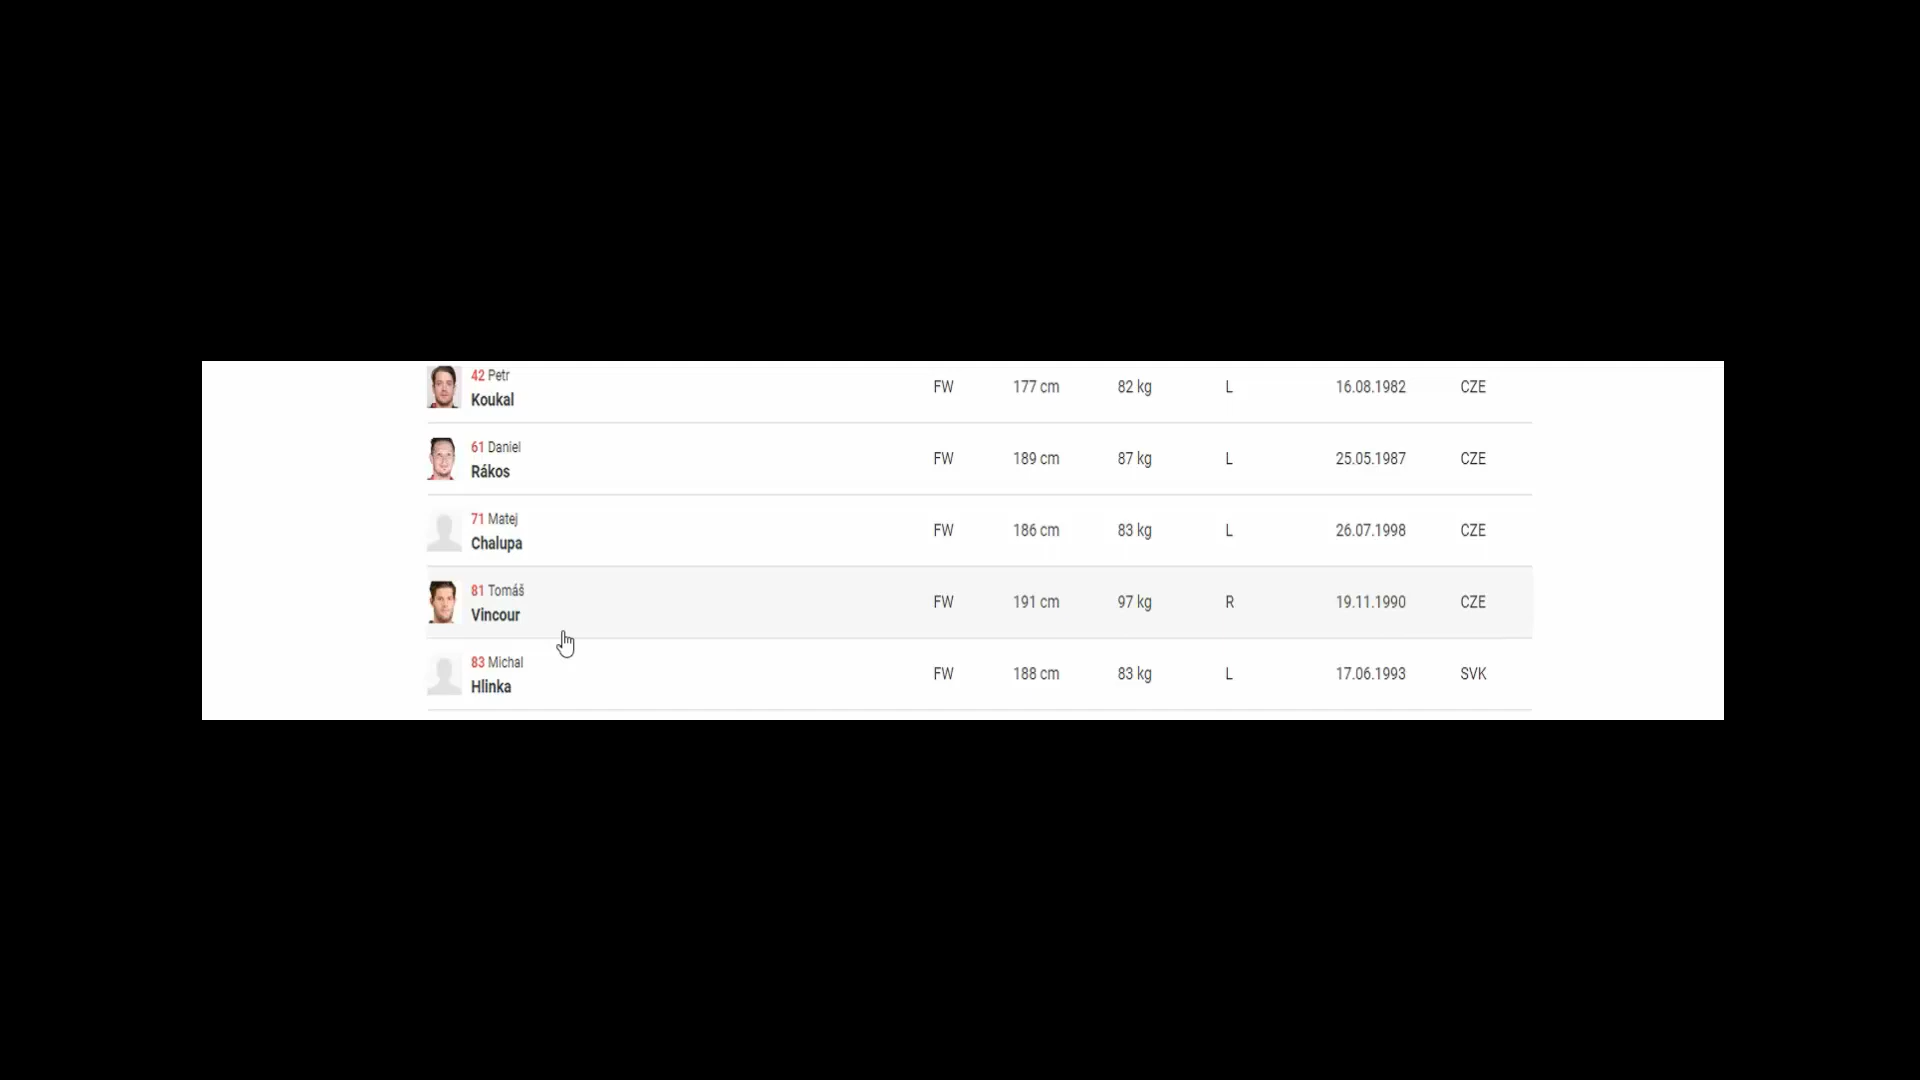 42 Petr
Koukal
FW 177 cm 82 kg L 16.08.1982 CZE
61 Daniel
Rákos
FW 189 cm 87 kg L 25.05.1987 CZE
71 Matej
Chalupa
FW 186 cm 83 kg L 26.07.1998 CZE
81 Tomáš
Vincour
FW 191 cm 97 kg R 19.11.1990 CZE
83 Michal
Hlinka
FW 188 cm 83 kg L 17.06.1993 SVK